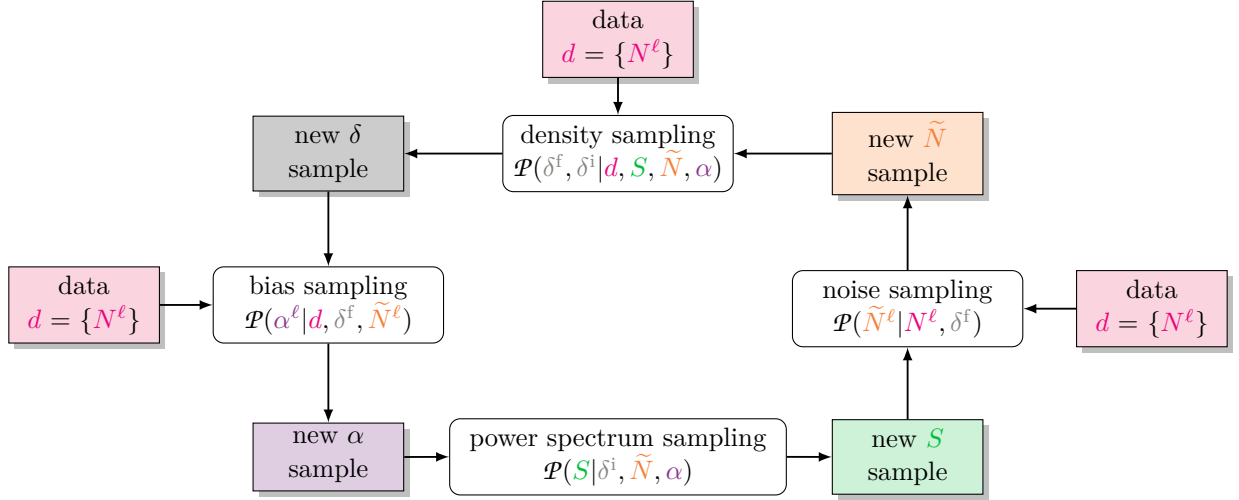 data
d = {N^ℓ}
new δ
sample
density sampling
𝒫(δ^f, δ^i|d, S, Ñ, α)
new Ñ
sample
data
d = {N^ℓ}
bias sampling
𝒫(α^ℓ|d, δ^f, Ñ^ℓ)
noise sampling
𝒫(Ñ^ℓ|N^ℓ, δ^f)
data
d = {N^ℓ}
new α
sample
power spectrum sampling
𝒫(S|δ^i, Ñ, α)
new S
sample